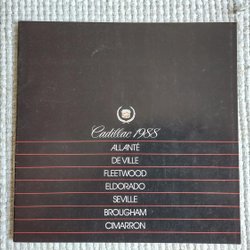 Cadillac 1988
ALLANTÉ
DE VILLE
FLEETWOOD
ELDORADO
SEVILLE
BROUGHAM
CIMARRON